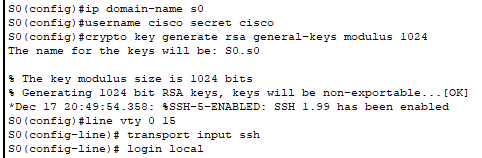 S0(config)#ip domain-name s0
S0(config)#username cisco secret cisco
S0(config)#crypto key generate rsa general-keys modulus 1024
The name for the keys will be: S0.s0
% The key modulus size is 1024 bits
% Generating 1024 bit RSA keys, keys will be non-exportable...[OK]
*Dec 17 20:49:54.358: %SSH-5-ENABLED: SSH 1.99 has been enabled
S0(config)#line vty 0 15
S0(config-line)# transport input ssh
S0(config-line)# login local